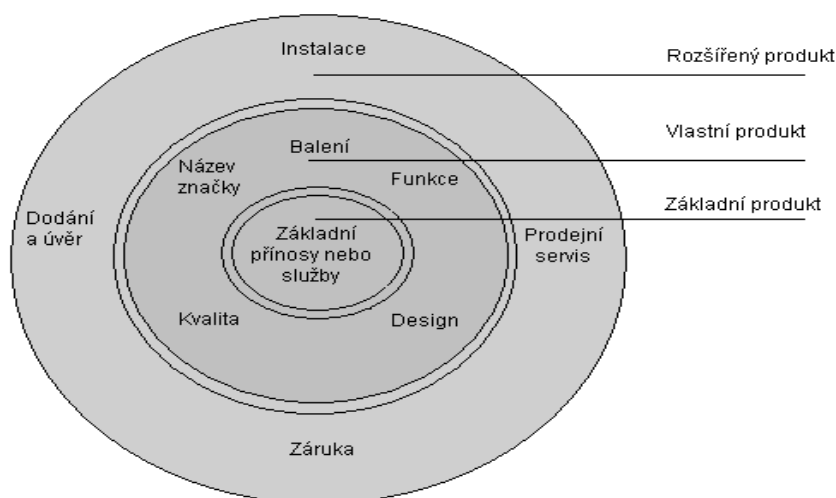 Instalace
Rozšířený produkt
Vlastní produkt
Balení
Název
značky
Funkce
Základní produkt
Dodání
a úvěr
Základní
přínosy nebo
služby
Prodejní
servis
Kvalita
Design
Záruka